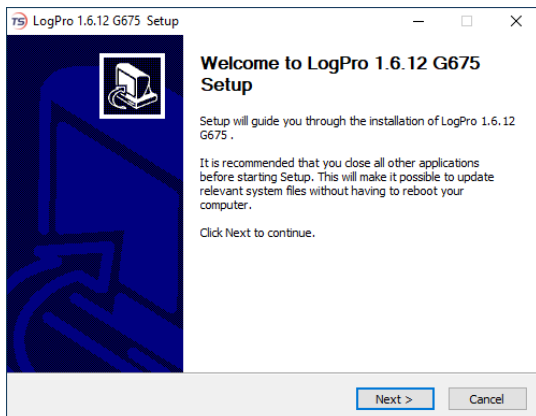 TS LogPro 1.6.12 G675 Setup
Welcome to LogPro 1.6.12 G675
Setup
Setup will guide you through the installation of LogPro 1.6.12
G675 .
It is recommended that you close all other applications
before starting Setup. This will make it possible to update
relevant system files without having to reboot your
computer.
Click Next to continue.
Next >
Cancel